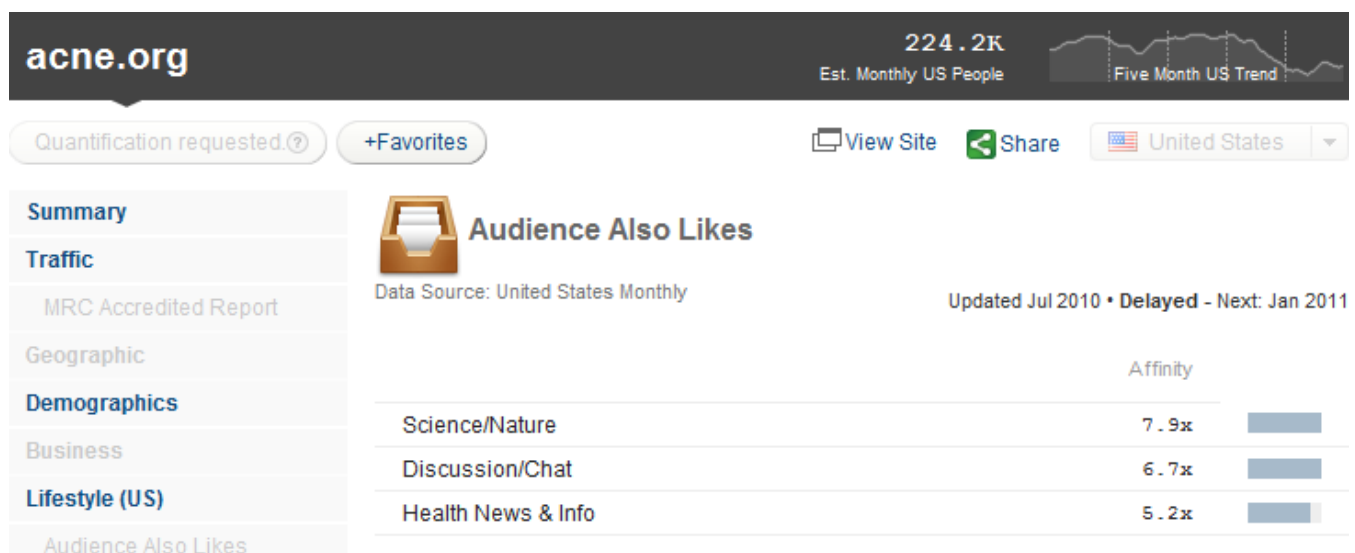 acne.org
224.2K
Est. Monthly US People
Five Month US Trend
Quantification requested.?
+Favorites
View Site
Share
United States
Summary
Traffic
MRC Accredited Report
Geographic
Demographics
Business
Lifestyle (US)
Audience Also Likes
Audience Also Likes
Data Source: United States Monthly
Updated Jul 2010 • Delayed - Next: Jan 2011
Affinity
Science/Nature 7.9x
Discussion/Chat 6.7x
Health News & Info 5.2x